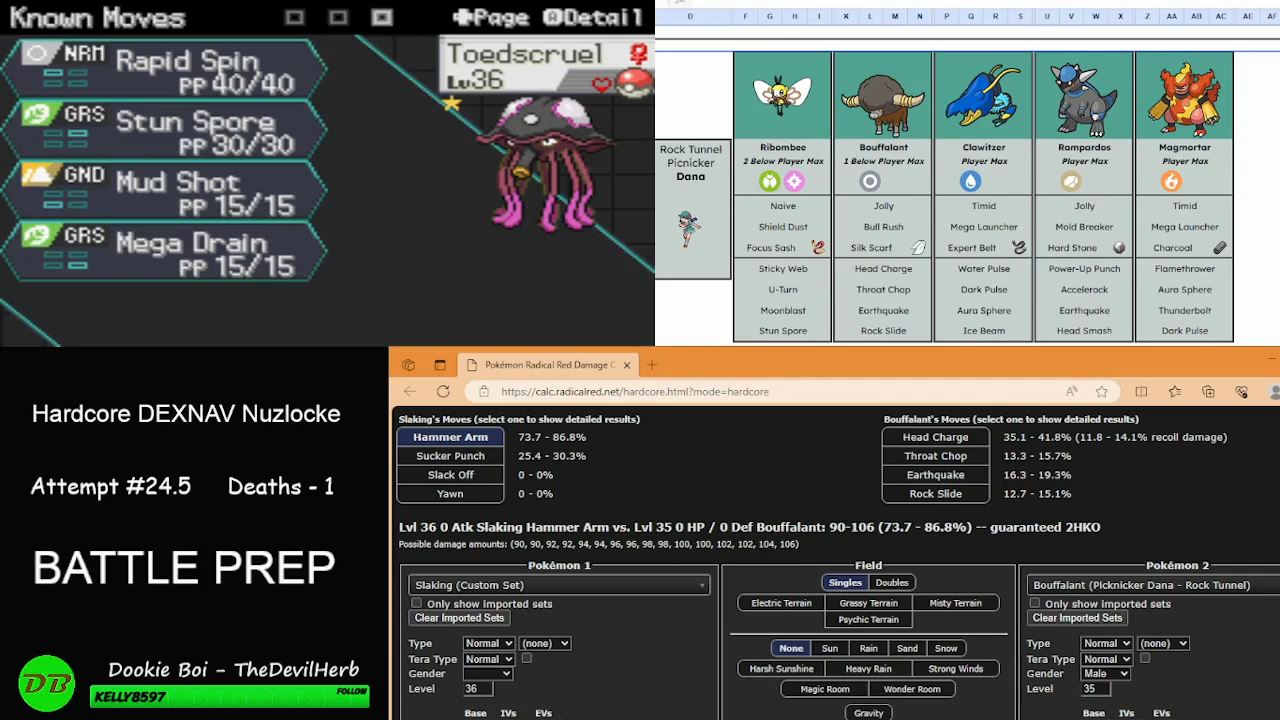 Known Moves
Page Detail
NRM Rapid Spin
PP 40/40
GRS Stun Spore
PP 30/30
GND Mud Shot
PP 15/15
GRS Mega Drain
PP 15/15
Toedscruel ♀
Lv36
D F G H I K L M N P Q R S U V W X Z AA AB AC AE AF
Rock Tunnel
Picnicker
Dana
Ribombee
2 Below Player Max
Naive
Shield Dust
Focus Sash
Sticky Web
U-Turn
Moonblast
Stun Spore
Bouffalant
1 Below Player Max
Jolly
Bull Rush
Silk Scarf
Head Charge
Throat Chop
Earthquake
Rock Slide
Clawitzer
Player Max
Timid
Mega Launcher
Expert Belt
Water Pulse
Dark Pulse
Aura Sphere
Ice Beam
Rampardos
Player Max
Jolly
Mold Breaker
Hard Stone
Power-Up Punch
Accelerock
Earthquake
Head Smash
Magmortar
Player Max
Timid
Mega Launcher
Charcoal
Flamethrower
Aura Sphere
Thunderbolt
Dark Pulse
Hardcore DEXNAV Nuzlocke
Attempt #24.5 Deaths - 1
BATTLE PREP
DB
Dookie Boi - TheDevilHerb
KELLY8597 FOLLOW
Pokémon Radical Red Damage C
https://calc.radicalred.net/hardcore.html?mode=hardcore
Slaking's Moves (select one to show detailed results)
Hammer Arm 73.7 - 86.8%
Sucker Punch 25.4 - 30.3%
Slack Off 0 - 0%
Yawn 0 - 0%
Bouffalant's Moves (select one to show detailed results)
Head Charge 35.1 - 41.8% (11.8 - 14.1% recoil damage)
Throat Chop 13.3 - 15.7%
Earthquake 16.3 - 19.3%
Rock Slide 12.7 - 15.1%
Lvl 36 0 Atk Slaking Hammer Arm vs. Lvl 35 0 HP / 0 Def Bouffalant: 90-106 (73.7 - 86.8%) -- guaranteed 2HKO
Possible damage amounts: (90, 90, 92, 92, 94, 94, 96, 96, 98, 98, 100, 100, 102, 102, 104, 106)
Pokémon 1
Slaking (Custom Set)
Only show imported sets
Clear Imported Sets
Type Normal (none)
Tera Type Normal
Gender
Level 36
Base IVs EVs
Field
Singles Doubles
Electric Terrain Grassy Terrain Misty Terrain
Psychic Terrain
None Sun Rain Sand Snow
Harsh Sunshine Heavy Rain Strong Winds
Magic Room Wonder Room
Gravity
Pokémon 2
Bouffalant (Picknicker Dana - Rock Tunnel)
Only show imported sets
Clear Imported Sets
Type Normal (none)
Tera Type Normal
Gender Male
Level 35
Base IVs EVs